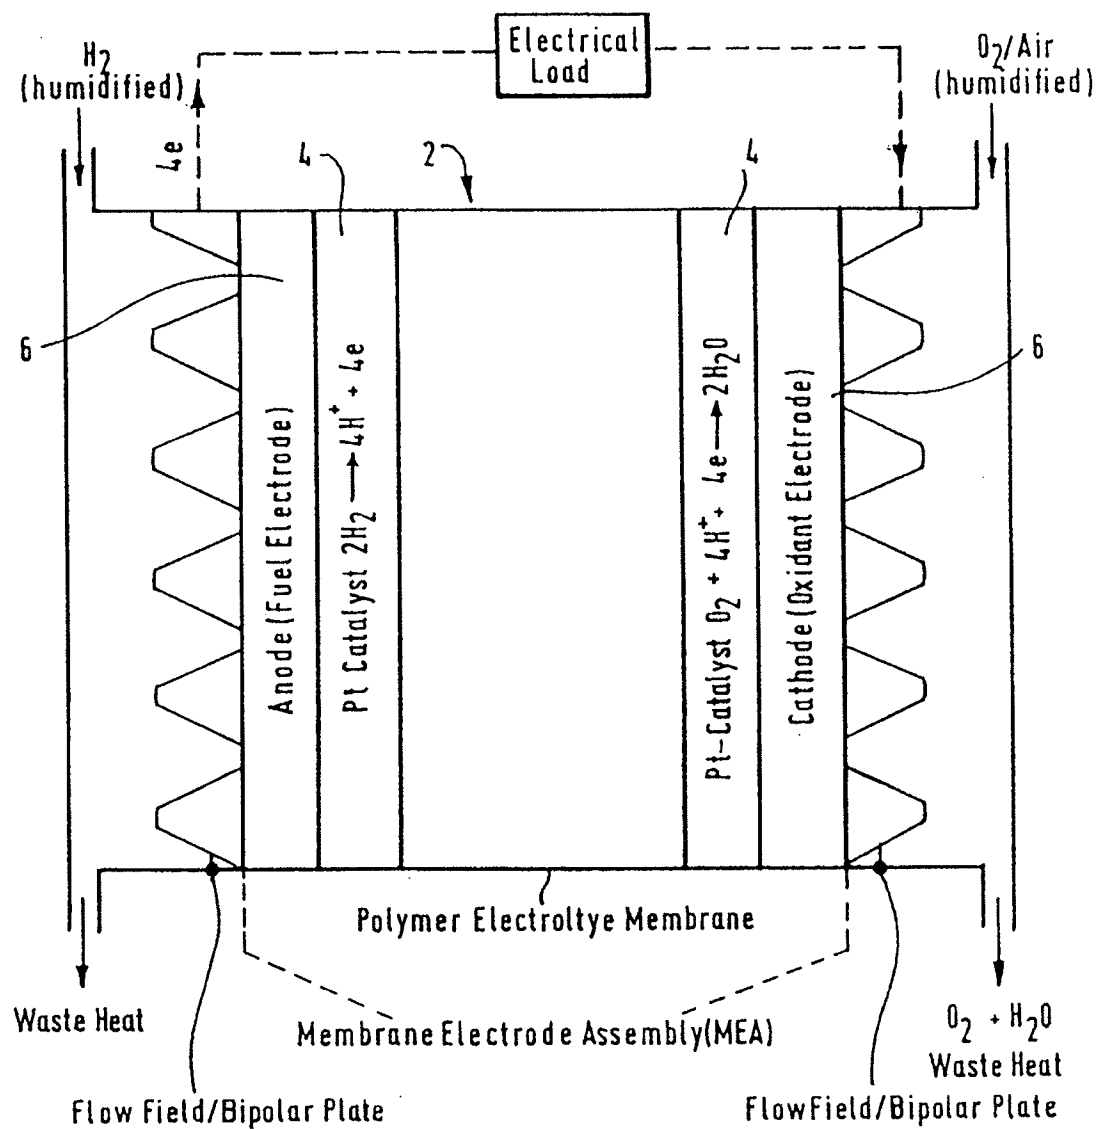 H2
(humidified)
Electrical
Load
O2/Air
(humidified)
4e
4
2
4
6
6
Anode(Fuel Electrode)
Pt Catalyst 2H2 → 4H+ + 4e
Pt-Catalyst O2 + 4H+ + 4e → 2H2O
Cathode(Oxidant Electrode)
Polymer Electroltye Membrane
Waste Heat
Membrane Electrode Assembly(MEA)
O2 + H2O
Waste Heat
Flow Field/Bipolar Plate
FlowField/Bipolar Plate